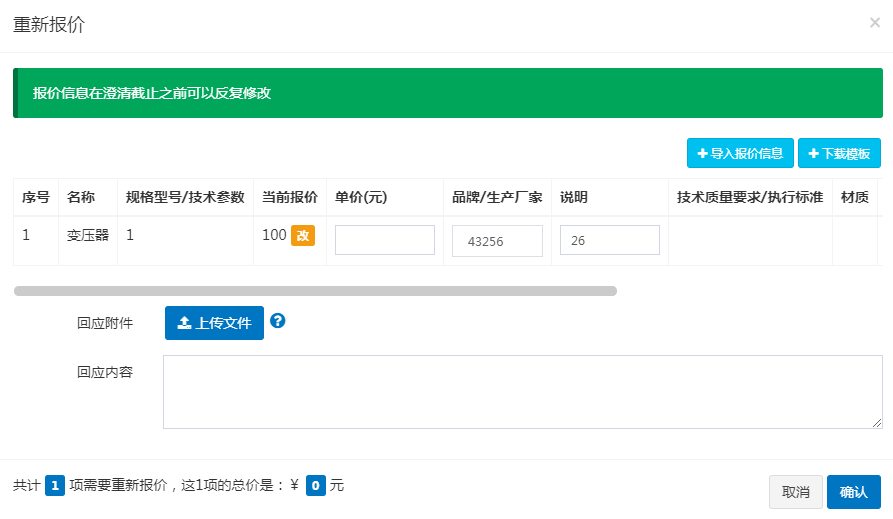 重新报价 ×
报价信息在澄清截止之前可以反复修改
导入报价信息 下载模板
序号 名称 规格型号/技术参数 当前报价 单价(元) 品牌/生产厂家 说明 技术质量要求/执行标准 材质
1 变压器 1 100 改 43256 26
回应附件 上传文件 ?
回应内容
共计 1 项需要重新报价，这1项的总价是：¥ 0 元 取消 确认